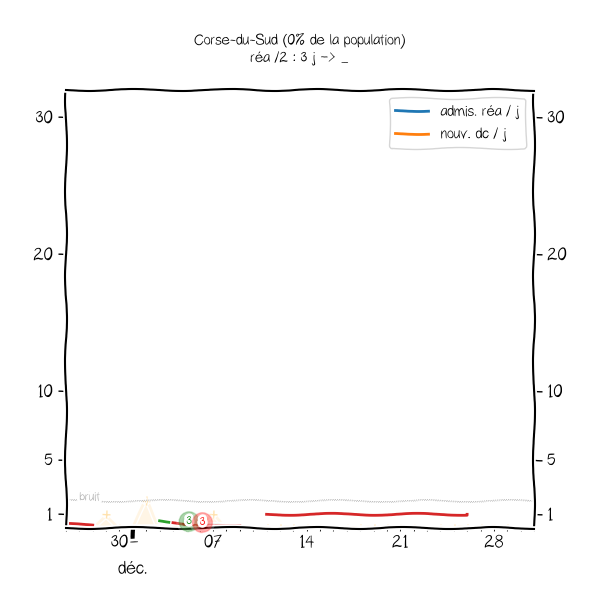 Corse-du-Sud (0% de la population)
réa /2 : 3 j -> _
admis. réa / j
nouv. dc / j
30
30
20
20
10
10
5
5
bruit
1
1
3
3
30
07
14
21
28
déc.